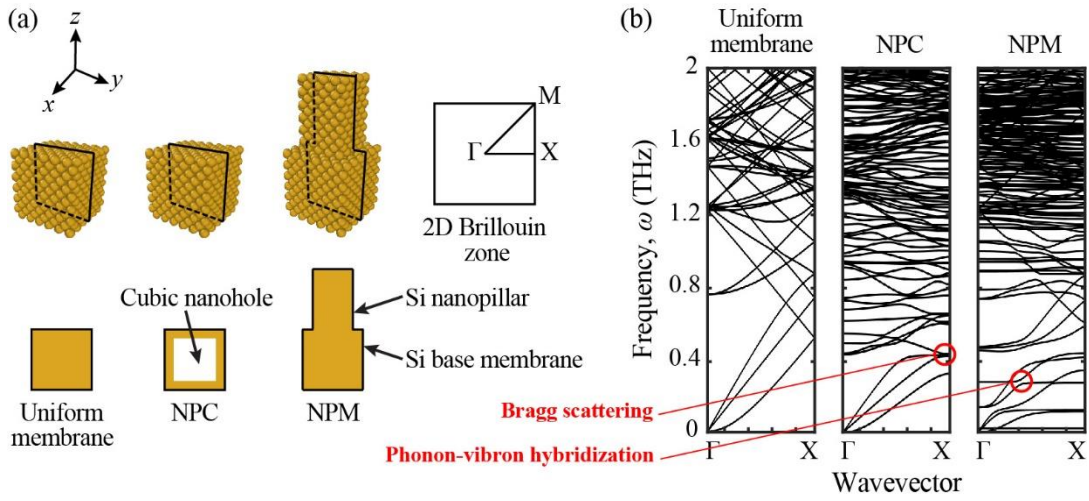 (a)
z
y
x
M
Γ
X
2D Brillouin
zone
Cubic nanohole
Si nanopillar
Si base membrane
Uniform
membrane
NPC
NPM
(b)
Uniform
membrane
NPC
NPM
Frequency, ω (THz)
2
1.6
1.2
0.8
0.4
0
Bragg scattering
Phonon-vibron hybridization
Γ X
Γ X
Γ X
Wavevector